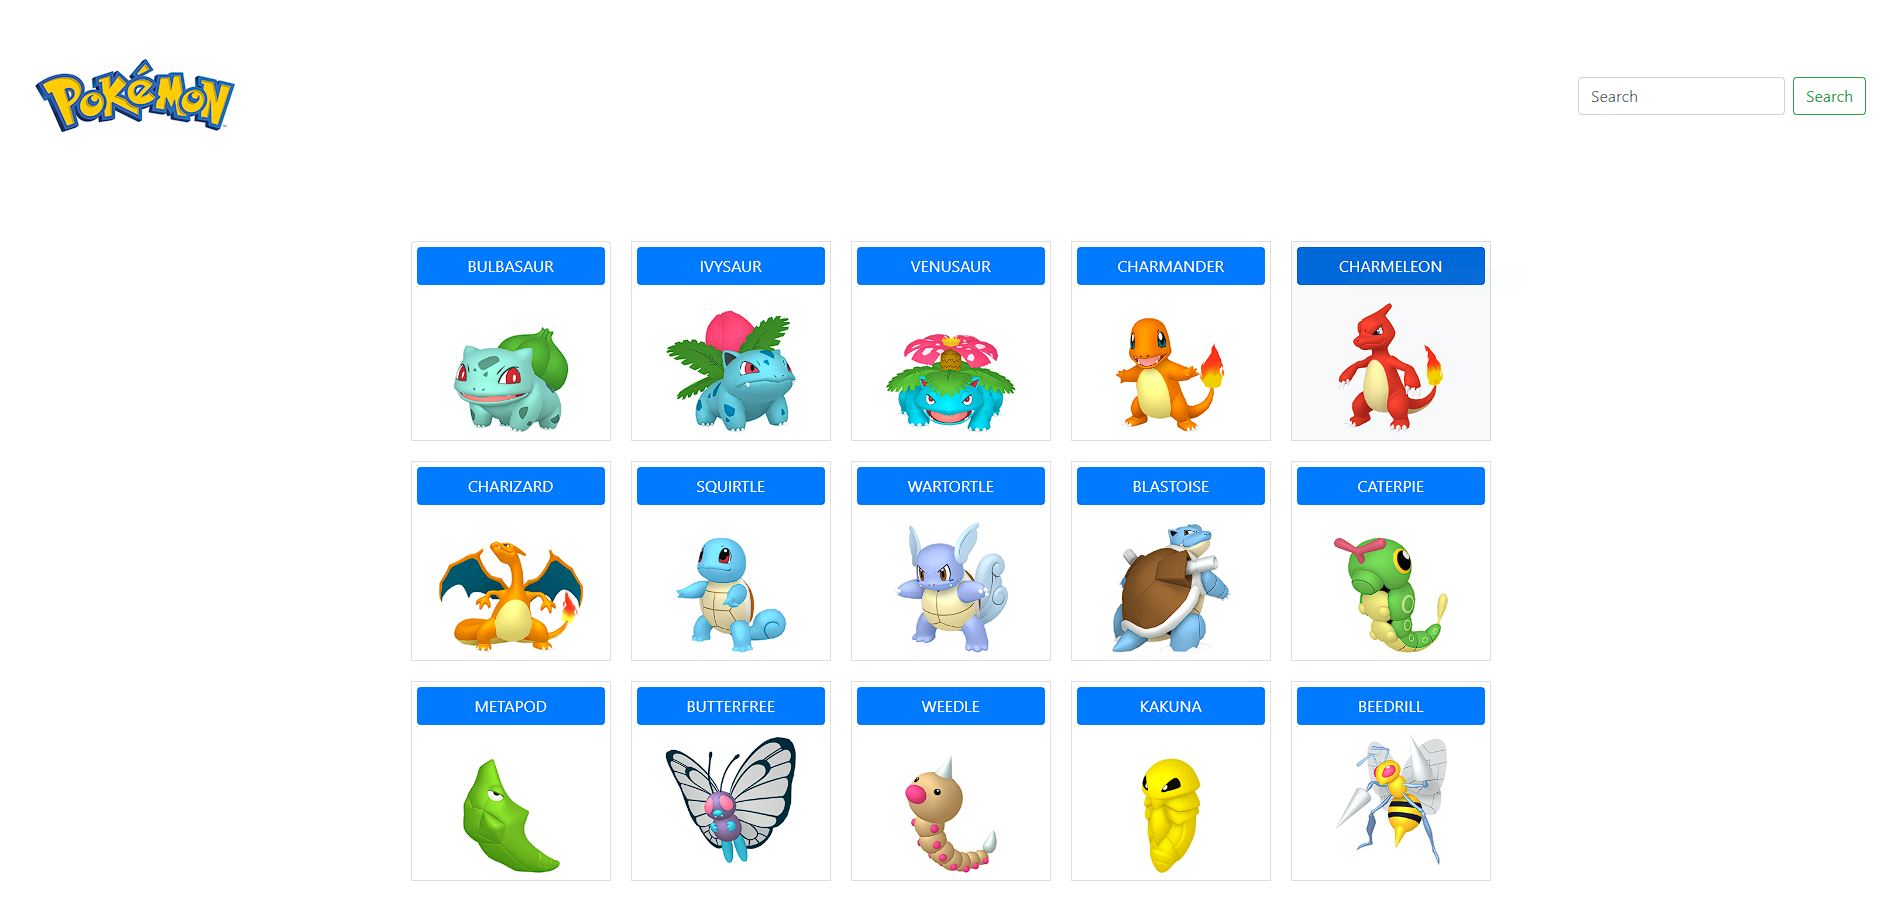 Pokémon
Search Search
BULBASAUR IVYSAUR VENUSAUR CHARMANDER CHARMELEON
CHARIZARD SQUIRTLE WARTORTLE BLASTOISE CATERPIE
METAPOD BUTTERFREE WEEDLE KAKUNA BEEDRILL